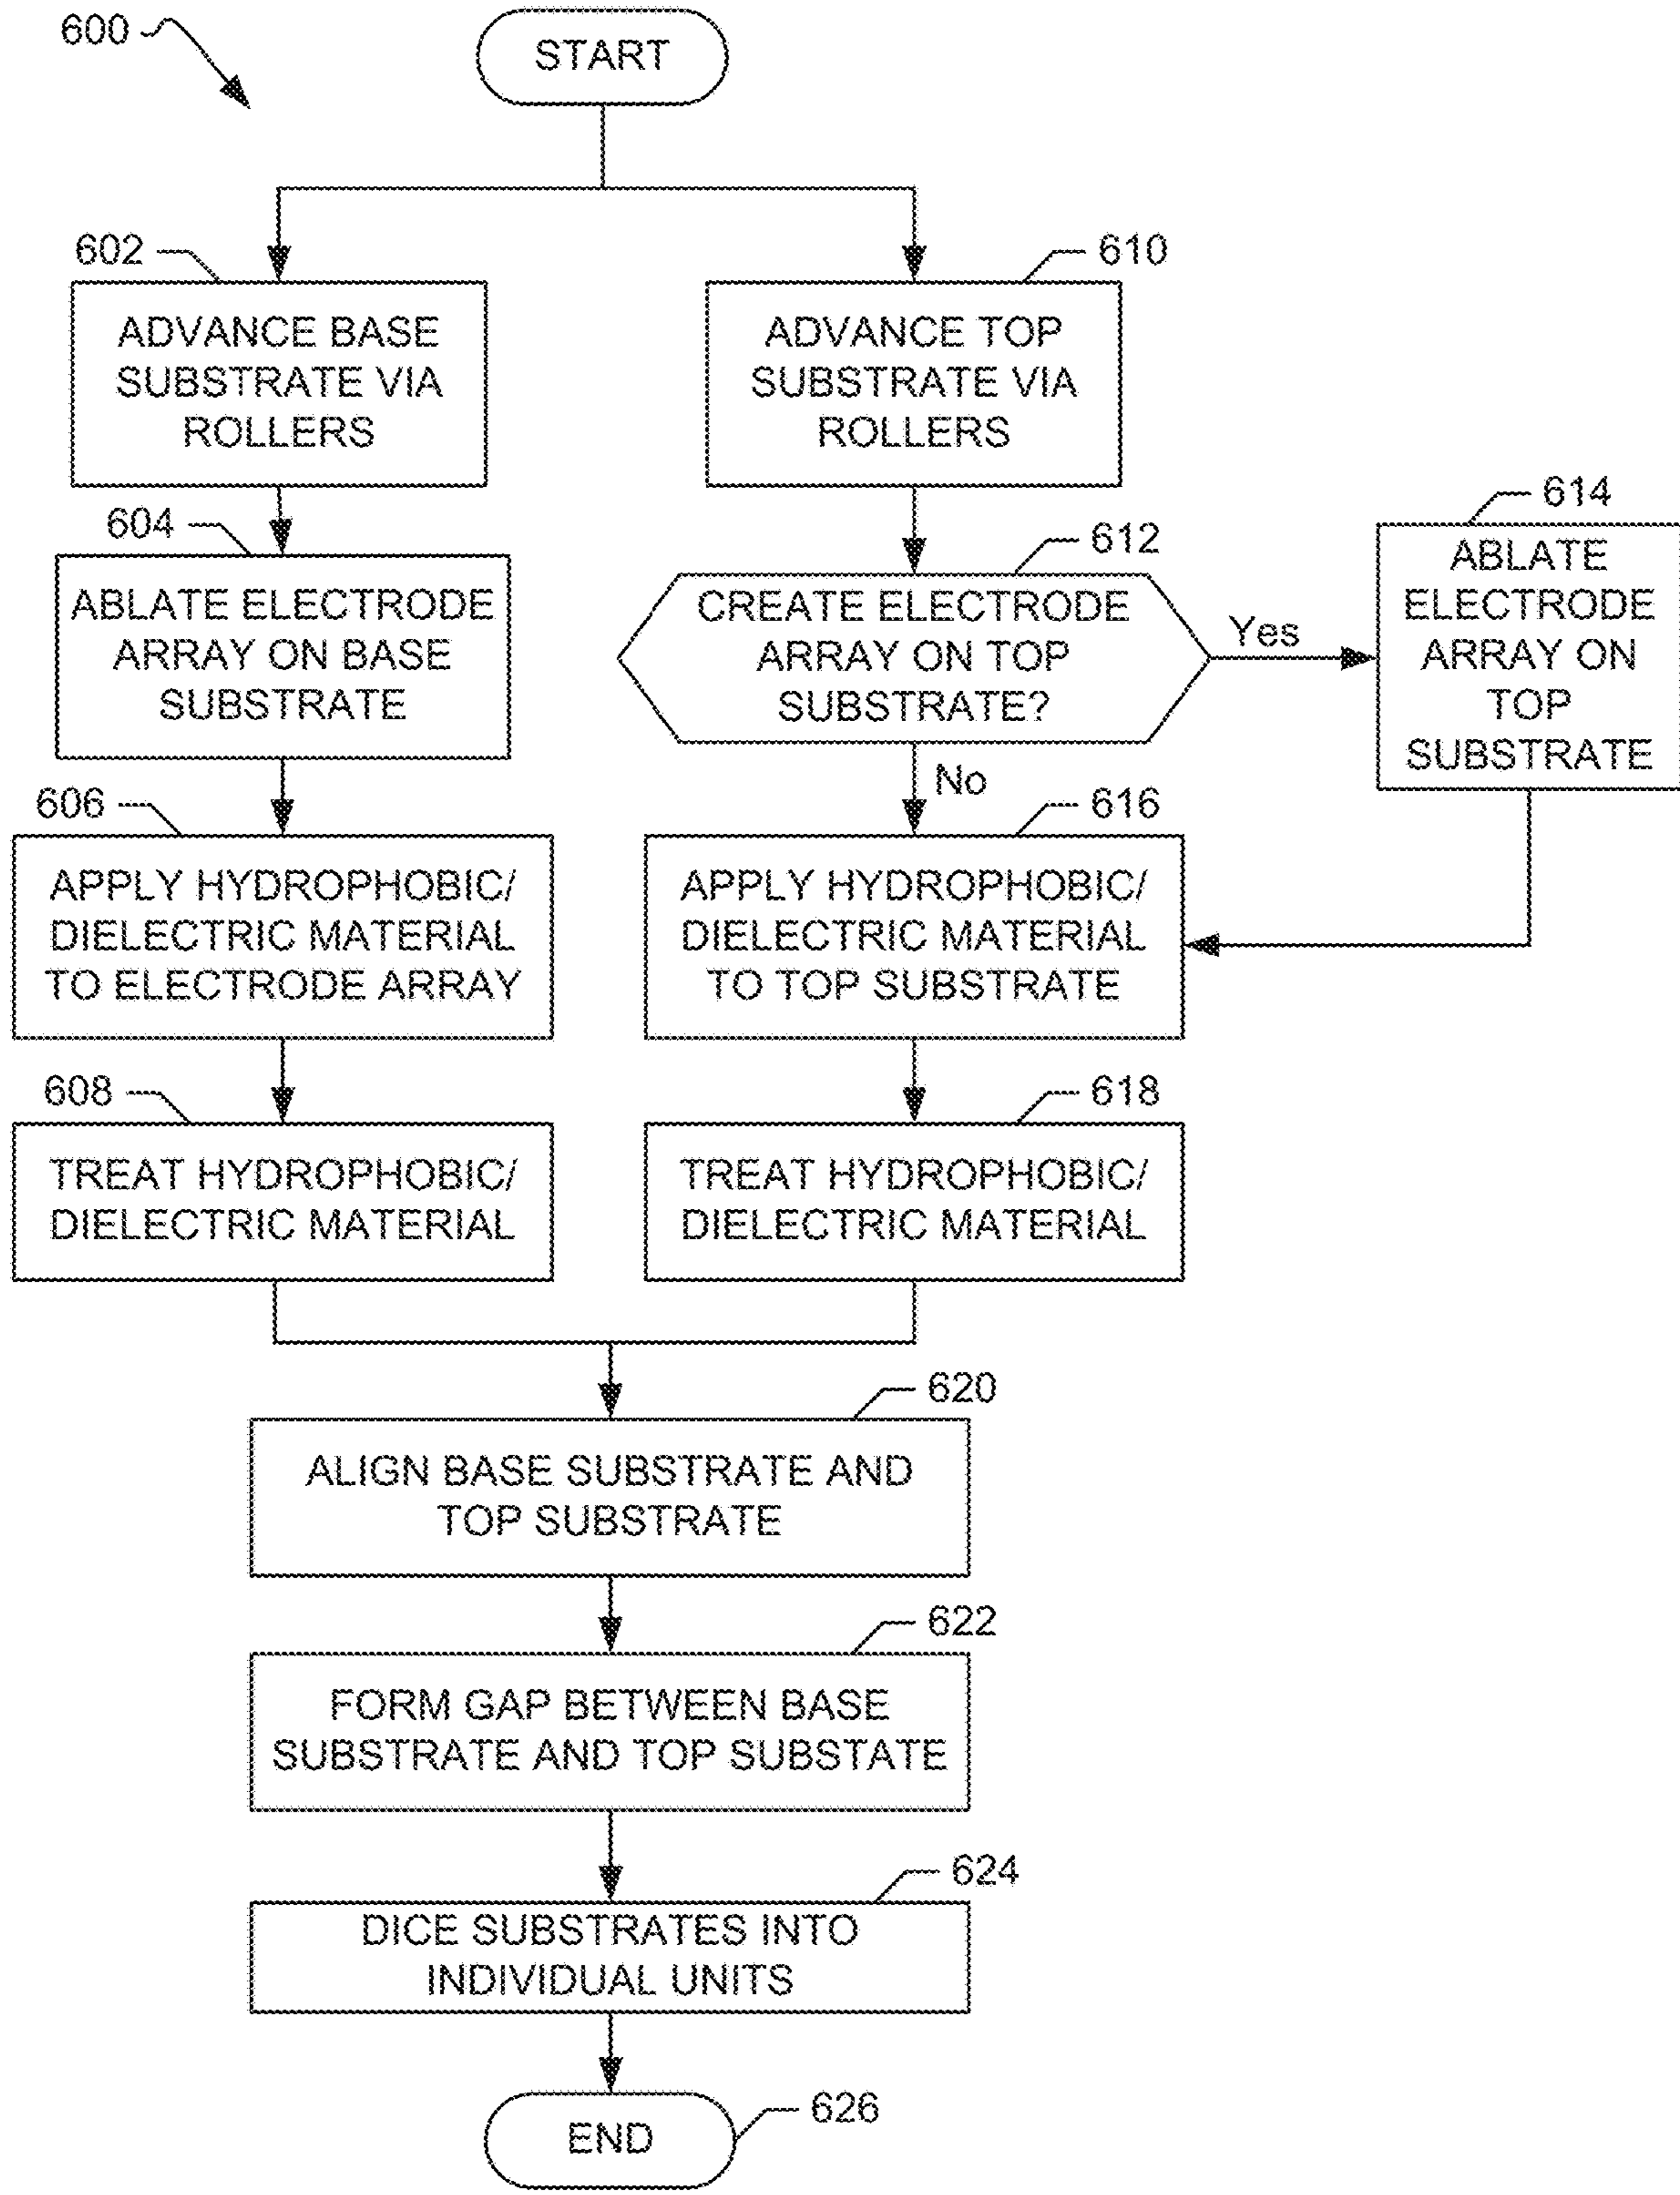 600
START
602
ADVANCE BASE
SUBSTRATE VIA
ROLLERS
604
ABLATE ELECTRODE
ARRAY ON BASE
SUBSTRATE
606
APPLY HYDROPHOBIC/
DIELECTRIC MATERIAL
TO ELECTRODE ARRAY
608
TREAT HYDROPHOBIC/
DIELECTRIC MATERIAL
610
ADVANCE TOP
SUBSTRATE VIA
ROLLERS
612
CREATE ELECTRODE
ARRAY ON TOP
SUBSTRATE?
Yes
614
ABLATE
ELECTRODE
ARRAY ON
TOP
SUBSTRATE
No
616
APPLY HYDROPHOBIC/
DIELECTRIC MATERIAL
TO TOP SUBSTRATE
618
TREAT HYDROPHOBIC/
DIELECTRIC MATERIAL
620
ALIGN BASE SUBSTRATE AND
TOP SUBSTRATE
622
FORM GAP BETWEEN BASE
SUBSTRATE AND TOP SUBSTATE
624
DICE SUBSTRATES INTO
INDIVIDUAL UNITS
END
626